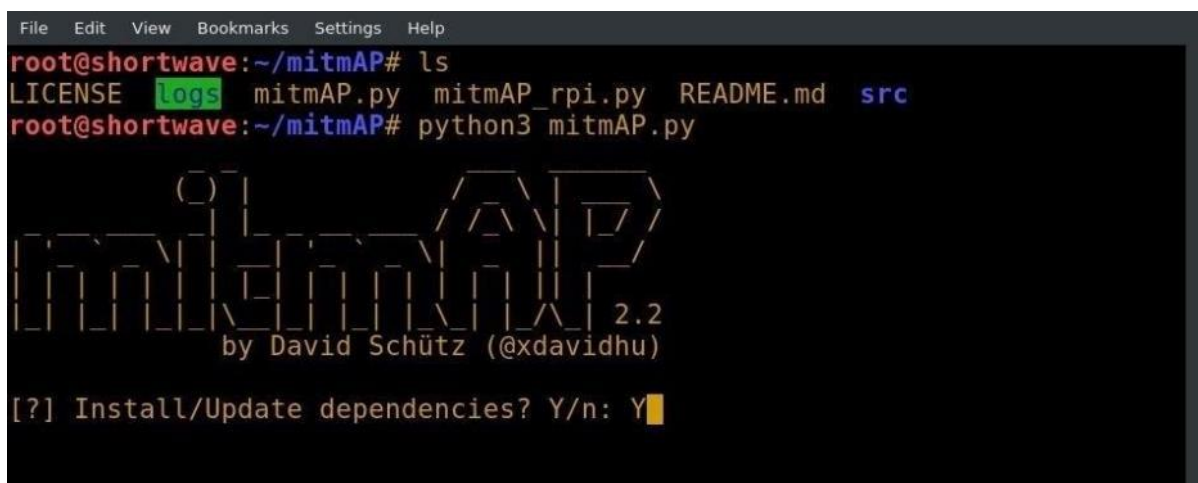 File Edit View Bookmarks Settings Help
root@shortwave:~/mitmAP# ls
LICENSE logs mitmAP.py mitmAP_rpi.py README.md src
root@shortwave:~/mitmAP# python3 mitmAP.py
mitmAP
2.2
by David Schütz (@xdavidhu)
[?] Install/Update dependencies? Y/n: Y